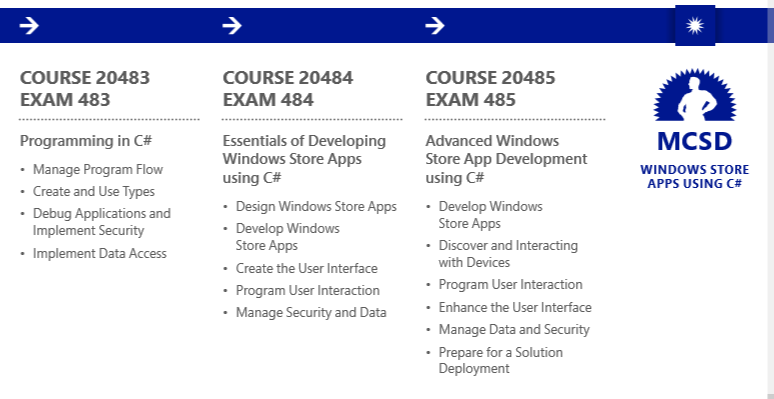 COURSE 20483
EXAM 483
Programming in C#
• Manage Program Flow
• Create and Use Types
• Debug Applications and
Implement Security
• Implement Data Access
COURSE 20484
EXAM 484
Essentials of Developing
Windows Store Apps
using C#
• Design Windows Store Apps
• Develop Windows
Store Apps
• Create the User Interface
• Program User Interaction
• Manage Security and Data
COURSE 20485
EXAM 485
Advanced Windows
Store App Development
using C#
• Develop Windows
Store Apps
• Discover and Interacting
with Devices
• Program User Interaction
• Enhance the User Interface
• Manage Data and Security
• Prepare for a Solution
Deployment
MCSD
WINDOWS STORE
APPS USING C#